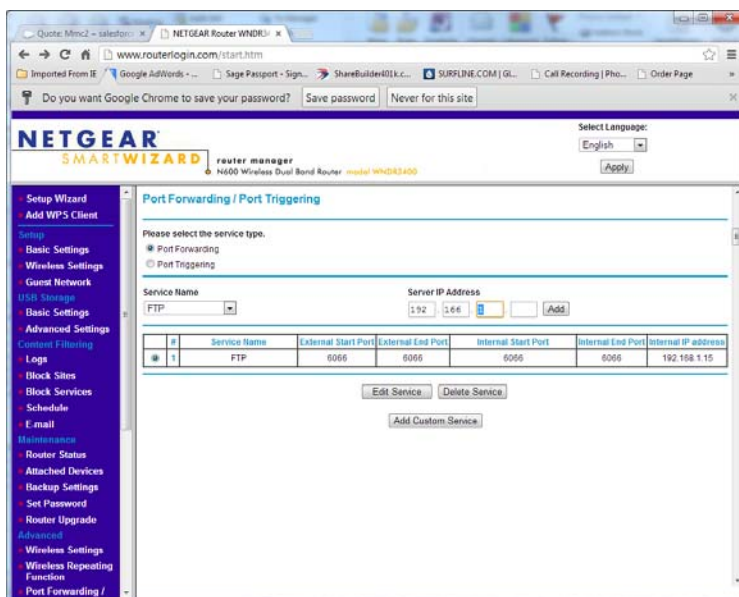 Quote: Mmc2 - salesforc
NETGEAR Router WNDR34
www.routerlogin.com/start.htm
Imported From IE
Google AdWords - ...
Sage Passport - Sign...
ShareBuilder401k.c...
SURFLINE.COM | GL...
Call Recording | Pho...
Order Page
»
Do you want Google Chrome to save your password?
Save password
Never for this site
NETGEAR
SMARTWIZARD
router manager
N600 Wireless Dual Band Router model WNDR3400
Select Language:
English
Apply
Setup Wizard
Add WPS Client
Setup
Basic Settings
Wireless Settings
Guest Network
USB Storage
Basic Settings
Advanced Settings
Content Filtering
Logs
Block Sites
Block Services
Schedule
E-mail
Maintenance
Router Status
Attached Devices
Backup Settings
Set Password
Router Upgrade
Advanced
Wireless Settings
Wireless Repeating
Function
Port Forwarding /
Port Forwarding / Port Triggering
Please select the service type.
Port Forwarding
Port Triggering
Service Name
FTP
Server IP Address
192 . 166 . 1 .
Add
# Service Name External Start Port External End Port Internal Start Port Internal End Port Internal IP address
1 FTP 6066 6066 6066 6066 192.168.1.15
Edit Service
Delete Service
Add Custom Service